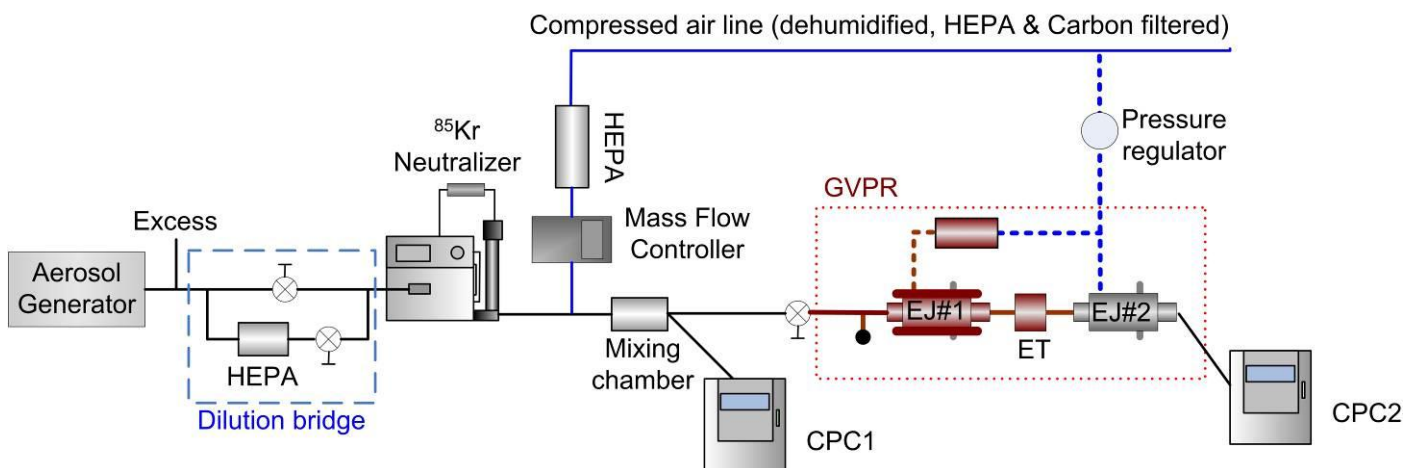 Compressed air line (dehumidified, HEPA & Carbon filtered)
85Kr
Neutralizer
HEPA
Pressure
regulator
GVPR
Excess
Mass Flow
Controller
Aerosol
Generator
EJ#1
EJ#2
ET
HEPA
Mixing
chamber
Dilution bridge
CPC1
CPC2